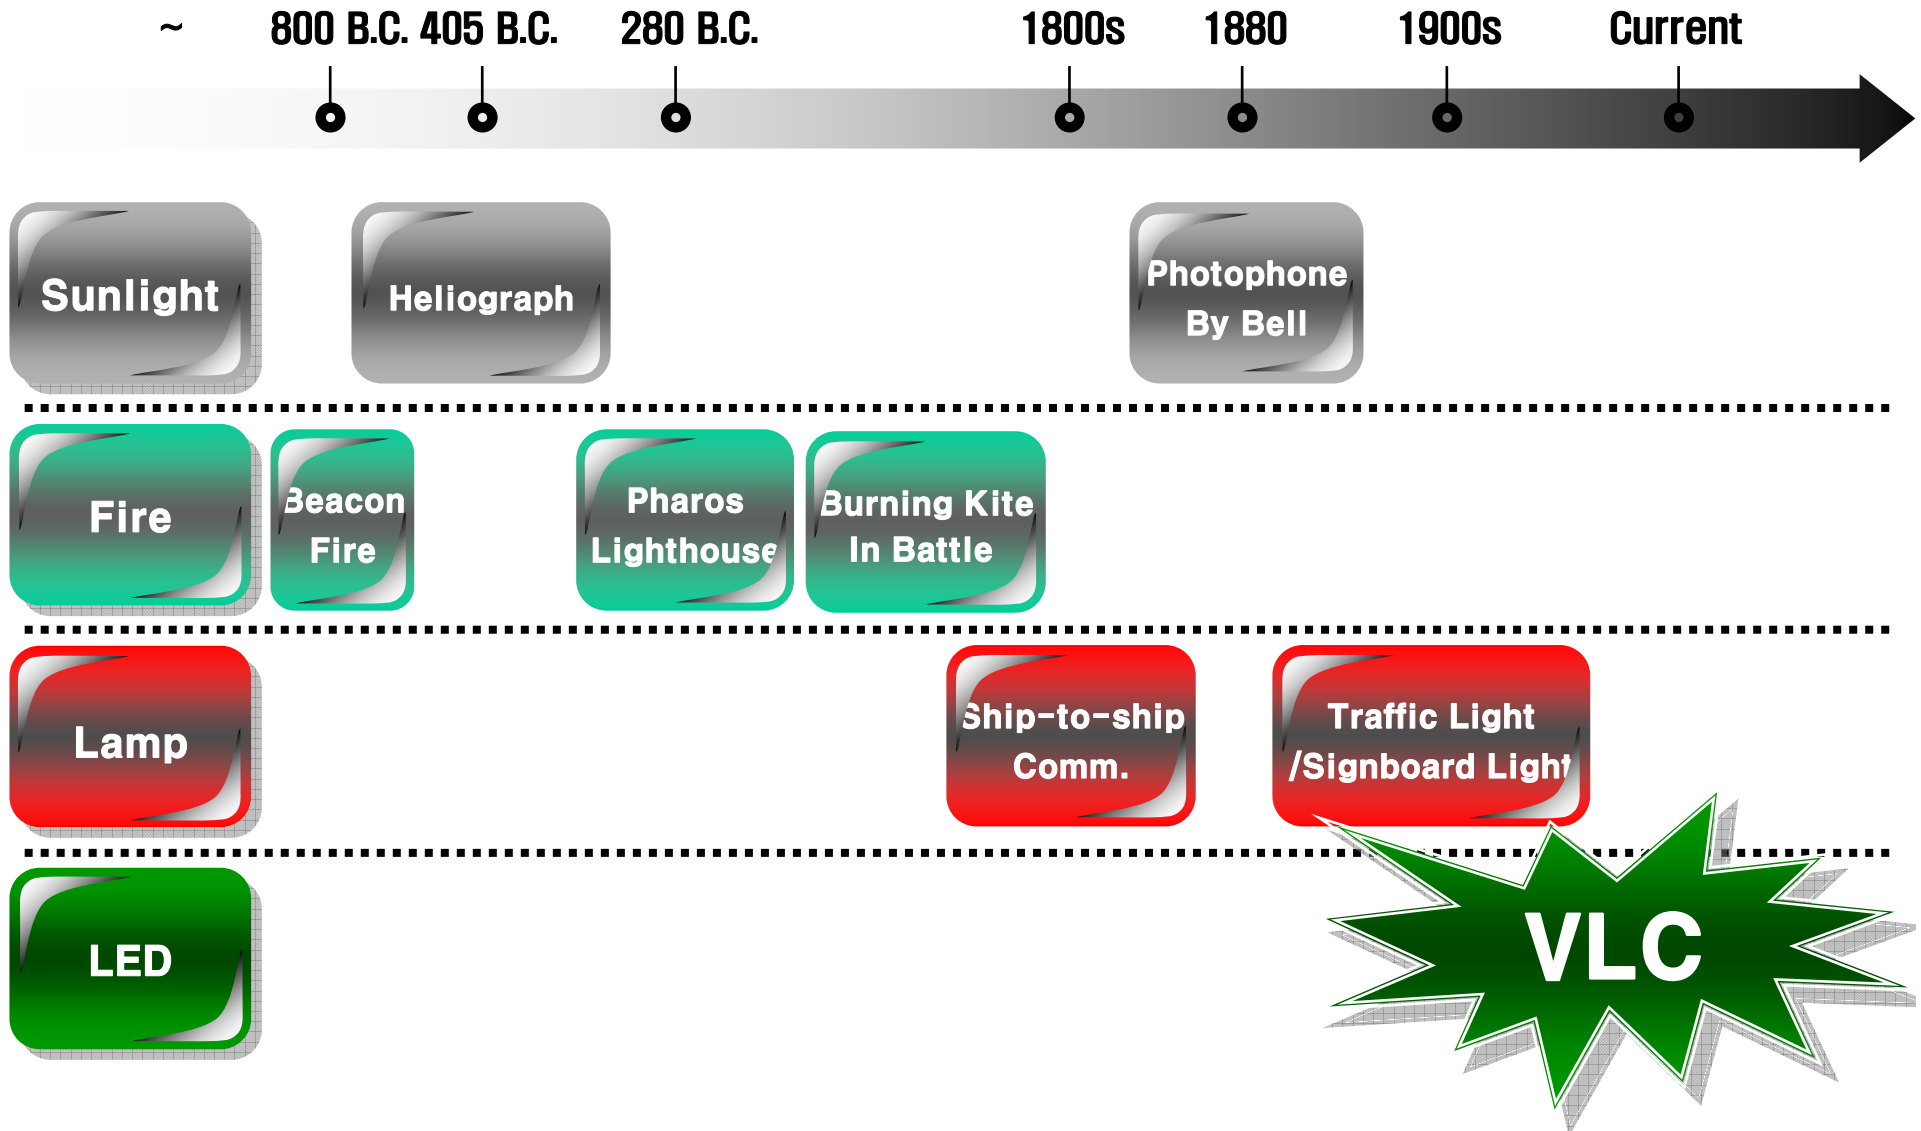 ~ 800 B.C. 405 B.C. 280 B.C. 1800s 1880 1900s Current
Sunlight
Heliograph
Photophone
By Bell
Fire
Beacon
Fire
Pharos
Lighthouse
Burning Kite
In Battle
Lamp
Ship-to-ship
Comm.
Traffic Light
/Signboard Light
LED
VLC